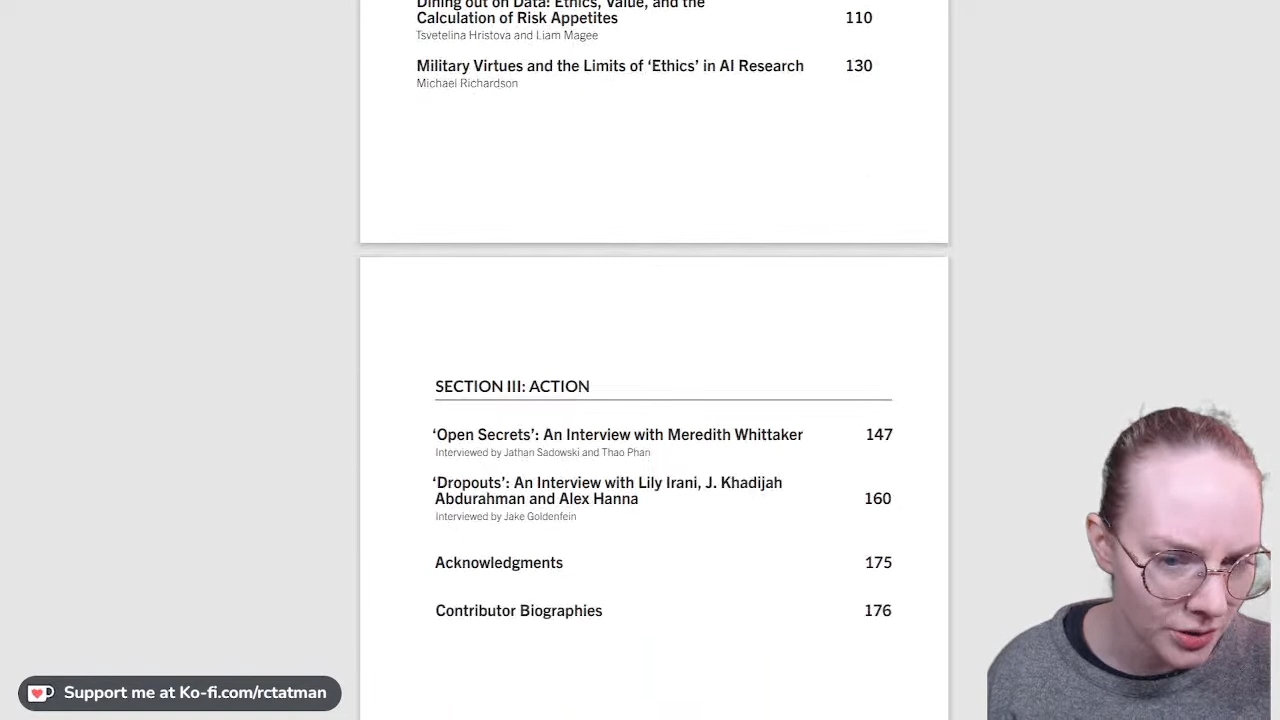 Dining out on Data: Ethics, Value, and the
Calculation of Risk Appetites 110
Tsvetelina Hristova and Liam Magee
Military Virtues and the Limits of ‘Ethics’ in AI Research 130
Michael Richardson
SECTION III: ACTION
‘Open Secrets’: An Interview with Meredith Whittaker 147
Interviewed by Jathan Sadowski and Thao Phan
‘Dropouts’: An Interview with Lily Irani, J. Khadijah
Abdurahman and Alex Hanna 160
Interviewed by Jake Goldenfein
Acknowledgments 175
Contributor Biographies 176
Support me at Ko-fi.com/rctatman